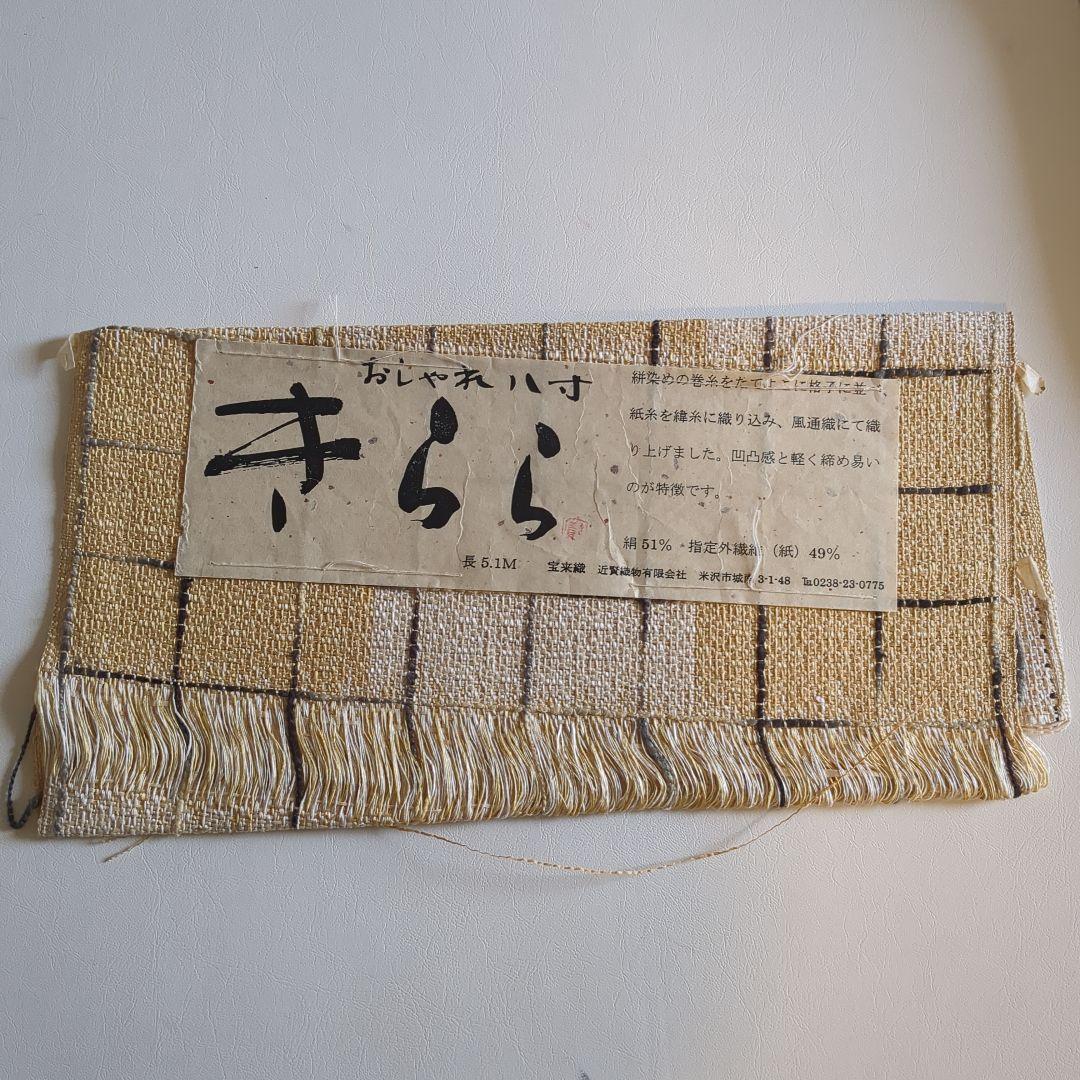 おしゃれ八寸
きらら
絣染めの巻糸をたてよこに格子に並べ、
紙糸を緯糸に織り込み、風通織にて織
り上げました。凹凸感と軽く締め易い
のが特徴です。
絹51% 指定外繊維（紙）49%
長5.1M 宝来織 近賢織物有限会社 米沢市城西3-1-48 ℡0238-23-0775